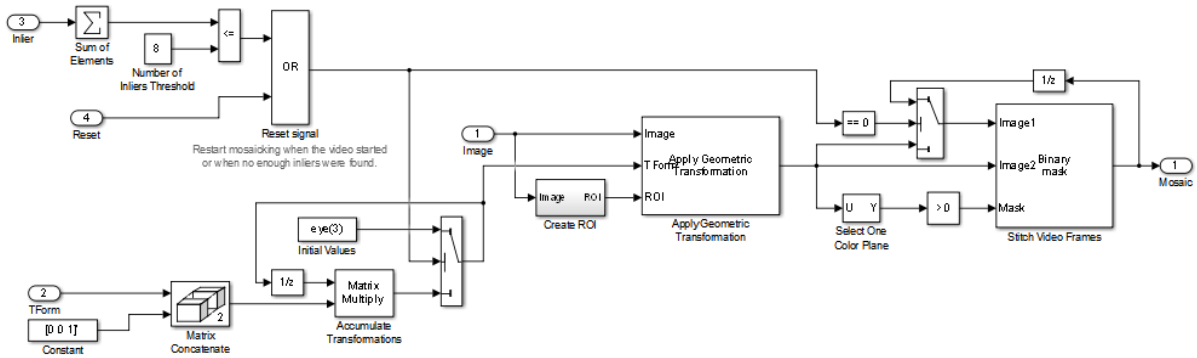 3
Inlier
Sum of
Elements
8
Number of
Inliers Threshold
<=
OR
4
Reset
Reset signal
Restart mosaicking when the video started
or when no enough inliers were found.
1
Image
Image
Apply Geometric
Transformation
TForm
ROI
Image
ROI
Create ROI
Apply Geometric
Transformation
1/z
== 0
Image1
Image2
Binary
mask
Mask
Stitch Video Frames
1
Mosaic
U
Y
Select One
Color Plane
> 0
eye(3)
Initial Values
1/z
Matrix
Multiply
Accumulate
Transformations
2
TForm
[0 0 1]'
Constant
2
Matrix
Concatenate